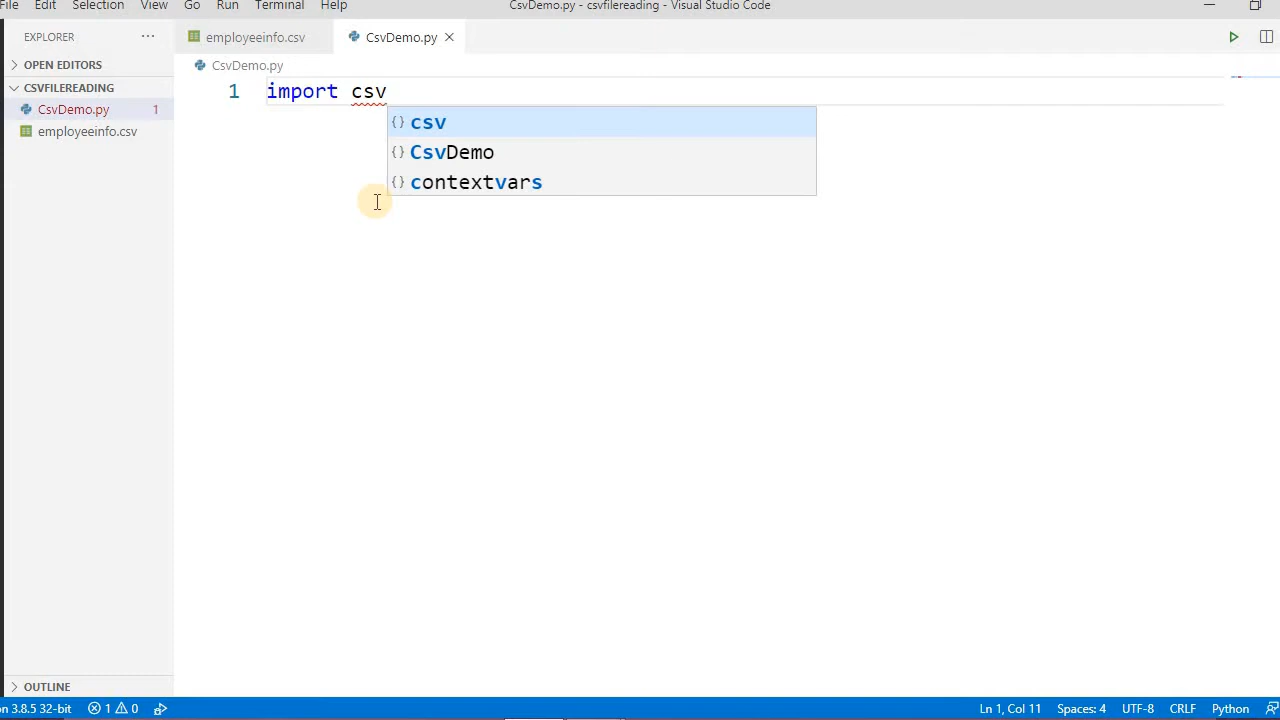 File Edit Selection View Go Run Terminal Help CsvDemo.py - csvfilereading - Visual Studio Code
EXPLORER ···
employeeinfo.csv CsvDemo.py
OPEN EDITORS
CSVFILEREADING
CsvDemo.py 1
employeeinfo.csv
CsvDemo.py
1 import csv
{} csv
{} CsvDemo
{} contextvars
OUTLINE
n 3.8.5 32-bit 1 0 Ln 1, Col 11 Spaces: 4 UTF-8 CRLF Python